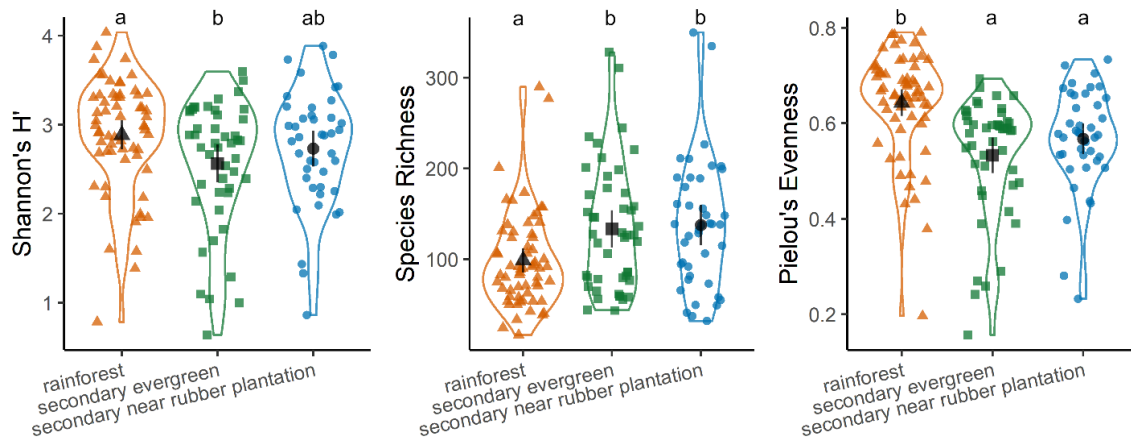 a b ab
Shannon's H'
4
3
2
1
rainforest
secondary evergreen
secondary near rubber plantation
a b b
Species Richness
300
200
100
rainforest
secondary evergreen
secondary near rubber plantation
b a a
Pielou's Evenness
0.8
0.6
0.4
0.2
rainforest
secondary evergreen
secondary near rubber plantation